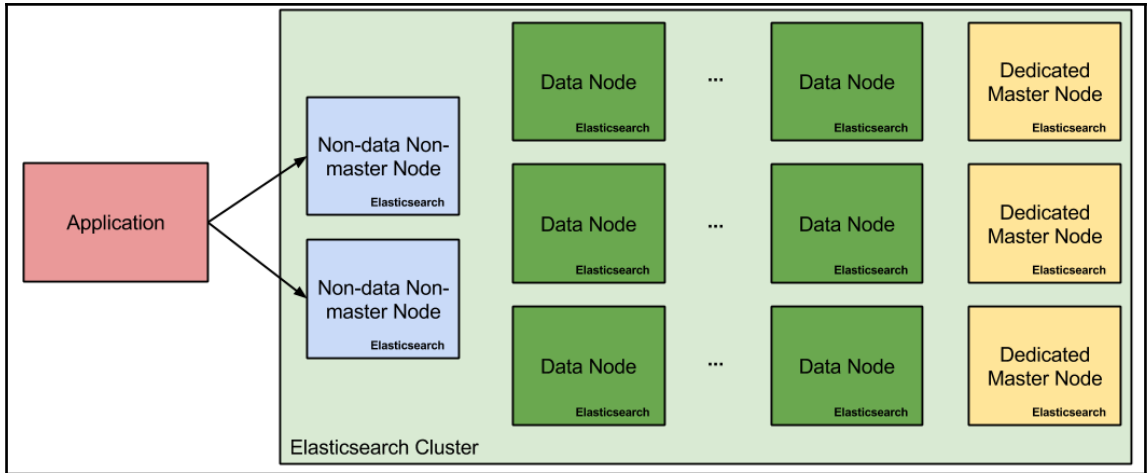 Application
Non-data Non-
master Node
Elasticsearch
Non-data Non-
master Node
Elasticsearch
Data Node
Elasticsearch
...
Data Node
Elasticsearch
Dedicated
Master Node
Elasticsearch
Data Node
Elasticsearch
...
Data Node
Elasticsearch
Dedicated
Master Node
Elasticsearch
Data Node
Elasticsearch
...
Data Node
Elasticsearch
Dedicated
Master Node
Elasticsearch
Elasticsearch Cluster